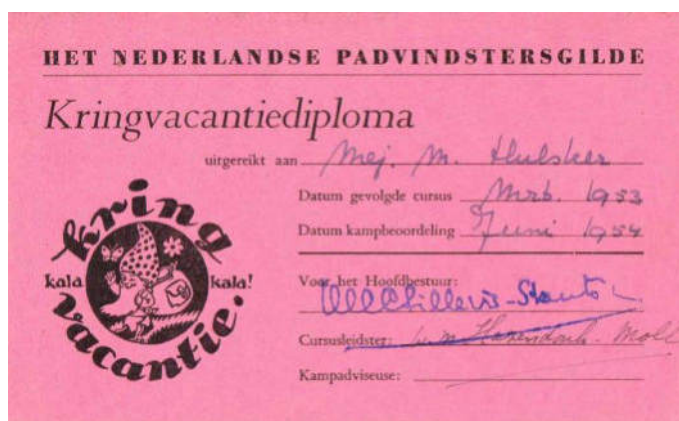 HET NEDERLANDSE PADVINDSTERSGILDE
Kringvacantiediploma
uitgereikt aan Mej. M. Hulsker
Datum gevolgde cursus Mrt. 1953
Datum kampbeoordeling Juni 1954
kring
kala kala!
vacantie.
Voor het Hoofdbestuur:
Cursusleidster: Moll
Kampadviseuse: